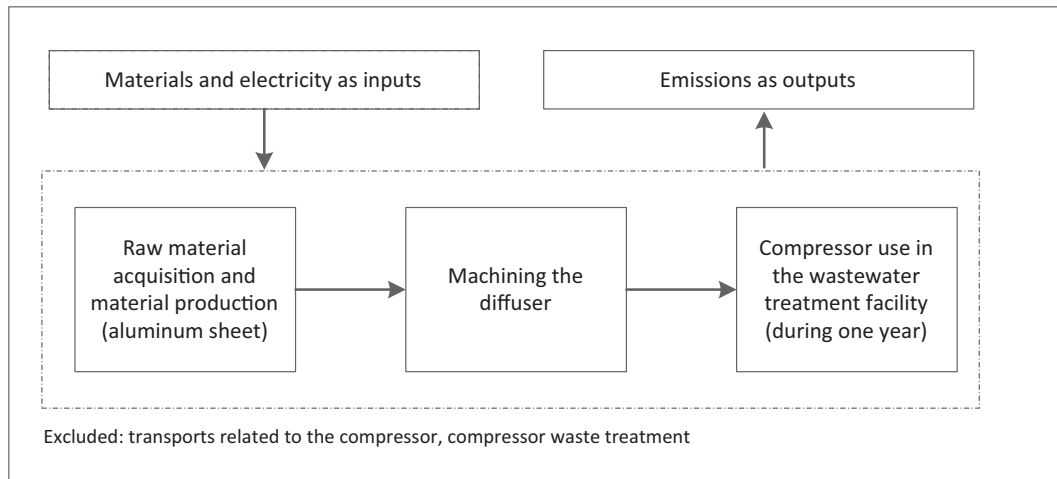 Materials and electricity as inputs
Emissions as outputs
Raw material
acquisition and
material production
(aluminum sheet)
Machining the
diffuser
Compressor use in
the wastewater
treatment facility
(during one year)
Excluded: transports related to the compressor, compressor waste treatment